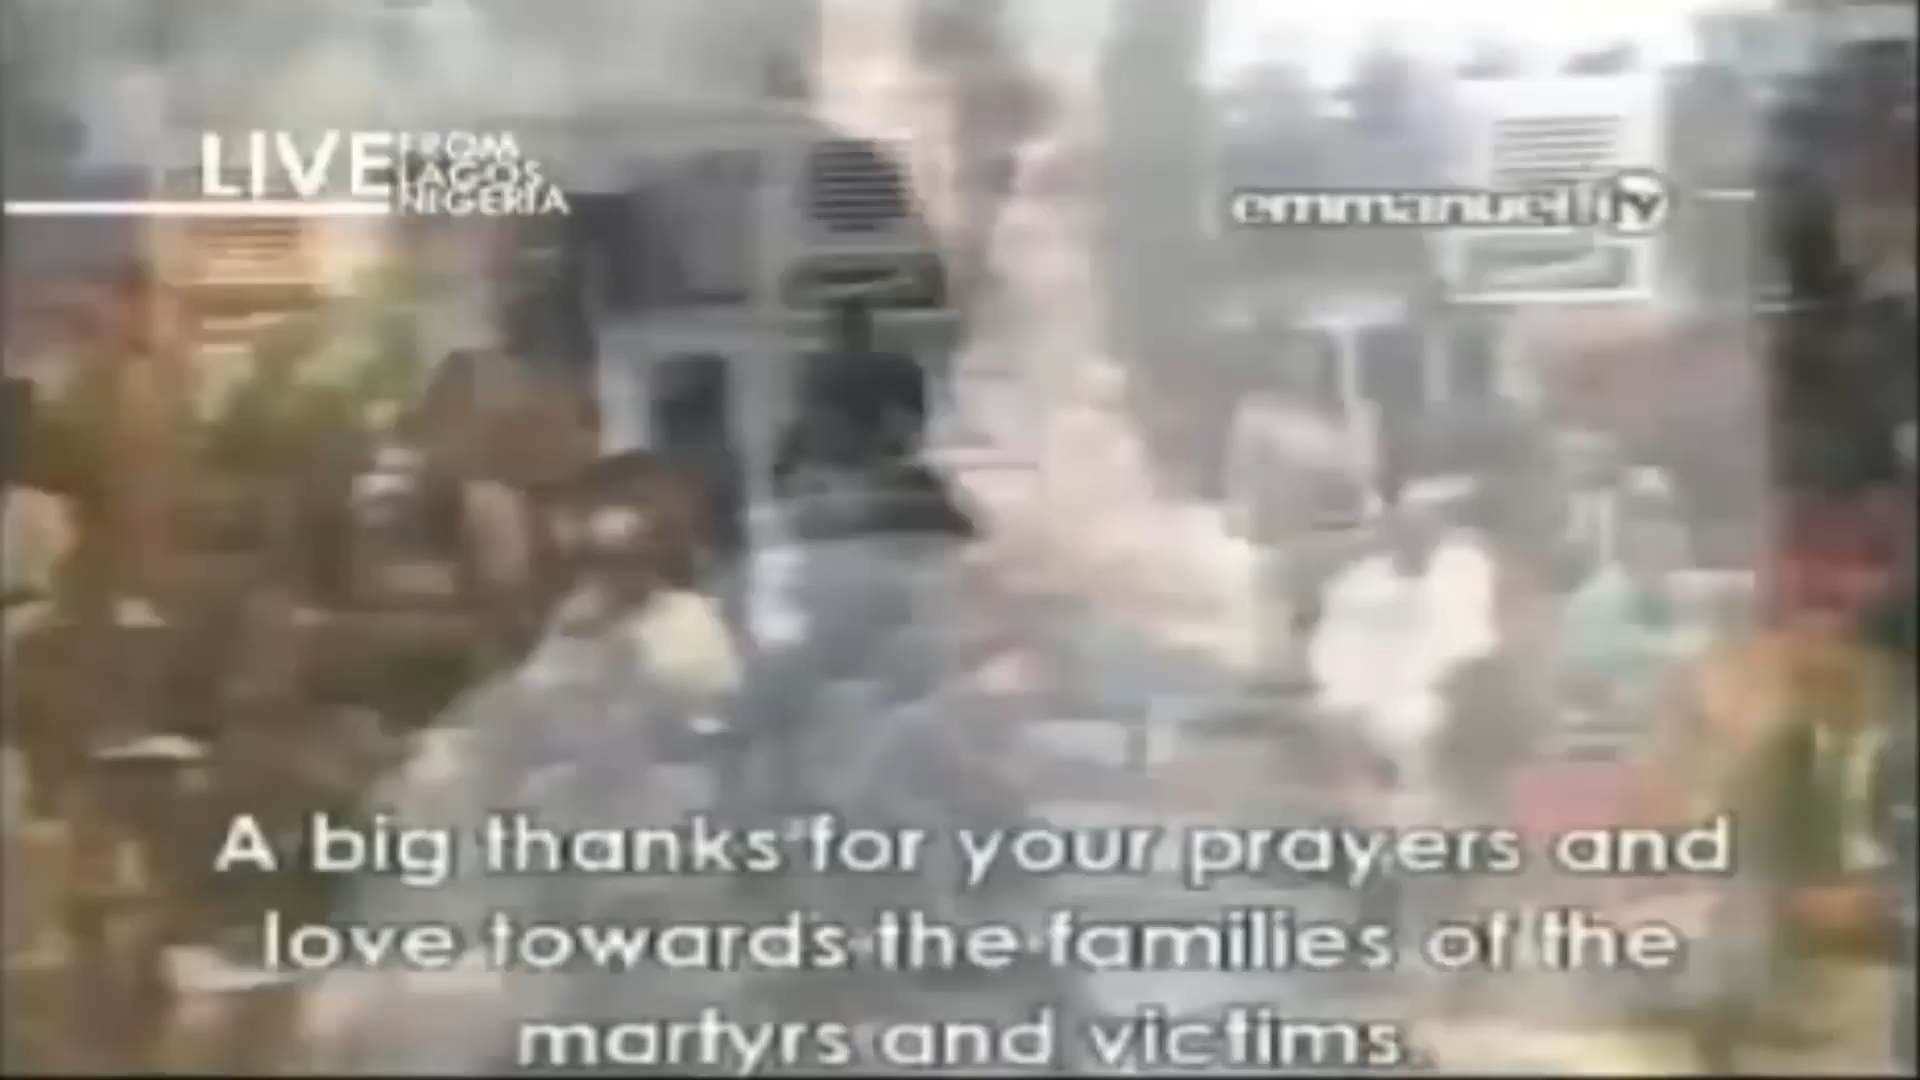 LIVE FROM
LAGOS
NIGERIA
emmanuel tv
A big thanks for your prayers and
love towards the families of the
martyrs and victims.